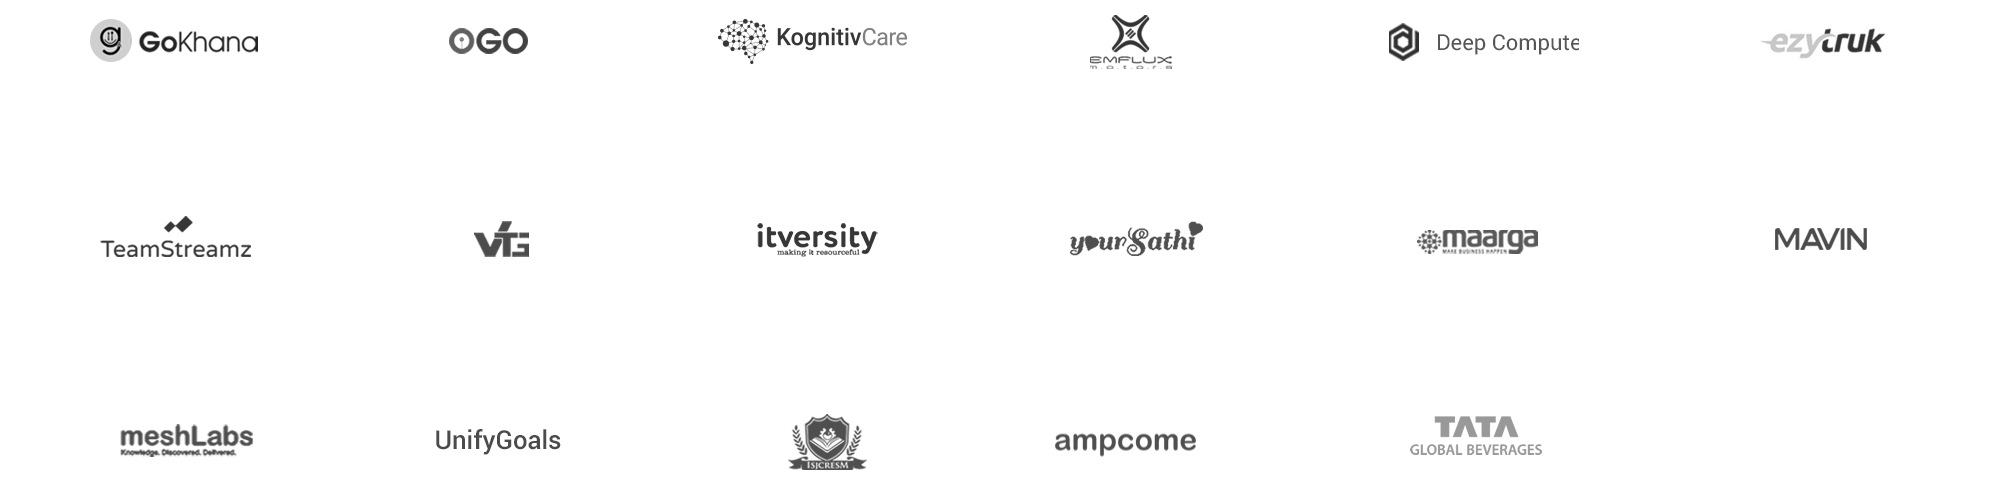 GoKhana
OGO
KognitivCare
EMFLUX
m.o.t.o.r.s
Deep Compute
ezytruk
TeamStreamz
VTG
itversity
making it resourceful
yourSathi
maarga
MAKE BUSINESS HAPPEN
MAVIN
meshLabs
Knowledge. Discovered. Delivered.
UnifyGoals
ISJCRESM
ampcome
TATA
GLOBAL BEVERAGES